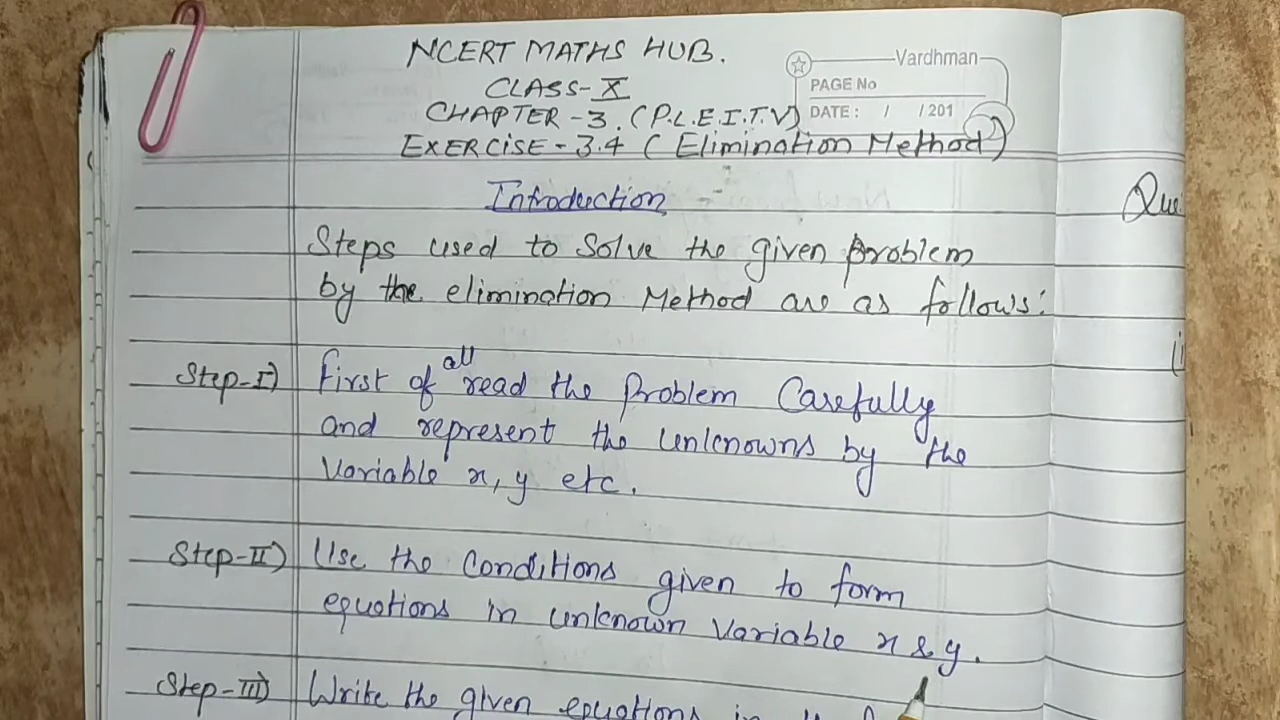 NCERT MATHS HUB.
CLASS-X
CHAPTER-3. (P.L.E.I.T.V)
EXERCISE-3.4 (Elimination Method)
Vardhman
PAGE No
DATE: / /201
Introduction
Steps used to solve the given problem
by the elimination Method are as follows:
Step-I) First of all read the Problem Carefully
and represent the unknowns by the
Variable x, y etc.
Step-II) Use the Conditions given to form
equations in unknown Variable x & y.
Step-III) Write the given equations in